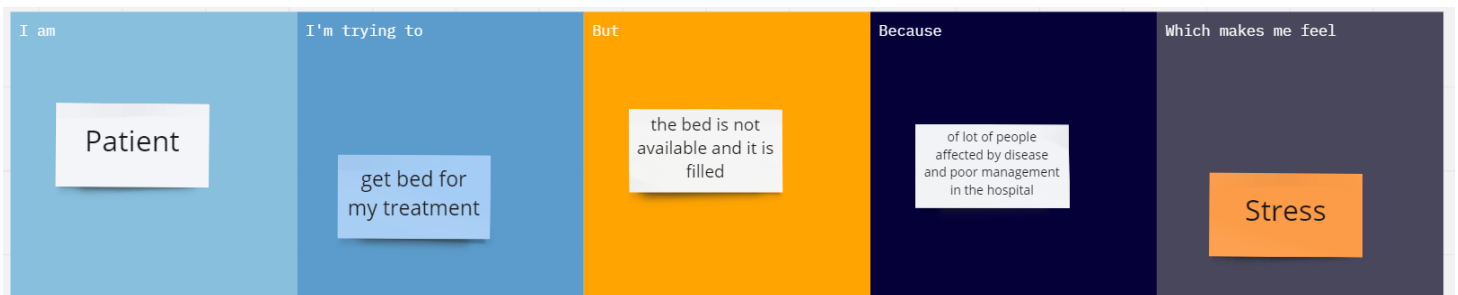 I am
Patient
I'm trying to
get bed for
my treatment
But
the bed is not
available and it is
filled
Because
of lot of people
affected by disease
and poor management
in the hospital
Which makes me feel
Stress